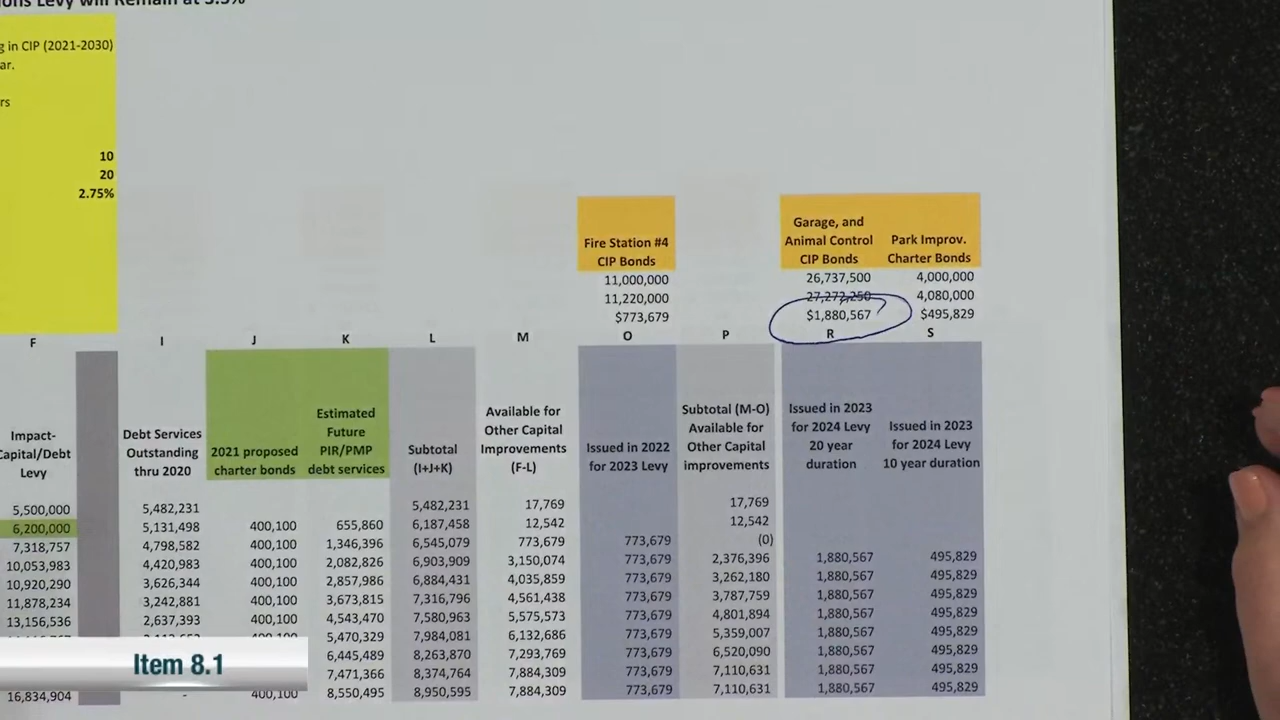 ons Levy will Remain at 3.5%
g in CIP (2021-2030)
ar.
rs
10
20
2.75%
Fire Station #4
CIP Bonds
11,000,000
11,220,000
$773,679
Garage, and
Animal Control
CIP Bonds
26,737,500
27,272,250
$1,880,567
Park Improv.
Charter Bonds
4,000,000
4,080,000
$495,829
F I J K L M O P R S
Impact-
Capital/Debt
Levy
Debt Services
Outstanding
thru 2020
2021 proposed
charter bonds
Estimated
Future
PIR/PMP
debt services
Subtotal
(I+J+K)
Available for
Other Capital
Improvements
(F-L)
Issued in 2022
for 2023 Levy
Subtotal (M-O)
Available for
Other Capital
improvements
Issued in 2023
for 2024 Levy
20 year
duration
Issued in 2023
for 2024 Levy
10 year duration
5,500,000 5,482,231 5,482,231 17,769 17,769
6,200,000 5,131,498 400,100 655,860 6,187,458 12,542 12,542
7,318,757 4,798,582 400,100 1,346,396 6,545,079 773,679 773,679 (0)
10,053,983 4,420,983 400,100 2,082,826 6,903,909 3,150,074 773,679 2,376,396 1,880,567 495,829
10,920,290 3,626,344 400,100 2,857,986 6,884,431 4,035,859 773,679 3,262,180 1,880,567 495,829
11,878,234 3,242,881 400,100 3,673,815 7,316,796 4,561,438 773,679 3,787,759 1,880,567 495,829
13,156,536 2,637,393 400,100 4,543,470 7,580,963 5,575,573 773,679 4,801,894 1,880,567 495,829
400,100 5,470,329 7,984,081 6,132,686 773,679 5,359,007 1,880,567 495,829
6,445,489 8,263,870 7,293,769 773,679 6,520,090 1,880,567 495,829
7,471,366 8,374,764 7,884,309 773,679 7,110,631 1,880,567 495,829
16,834,904 - 400,100 8,550,495 8,950,595 7,884,309 773,679 7,110,631 1,880,567 495,829
Item 8.1